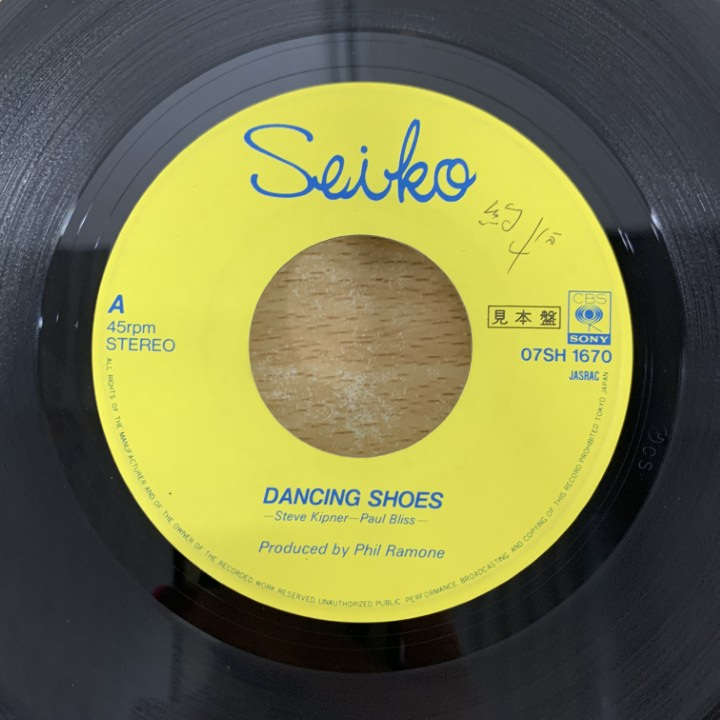 Seiko
A
45rpm
STEREO
見本盤
CBS
SONY
07SH 1670
JASRAC
DANCING SHOES
—Steve Kipner—Paul Bliss—
Produced by Phil Ramone
ALL RIGHTS OF THE MANUFACTURER AND OF THE OWNER OF THE RECORDED WORK RESERVED. UNAUTHORIZED PUBLIC PERFORMANCE BROADCASTING AND COPYING OF THIS RECORD PROHIBITED TOKYO JAPAN